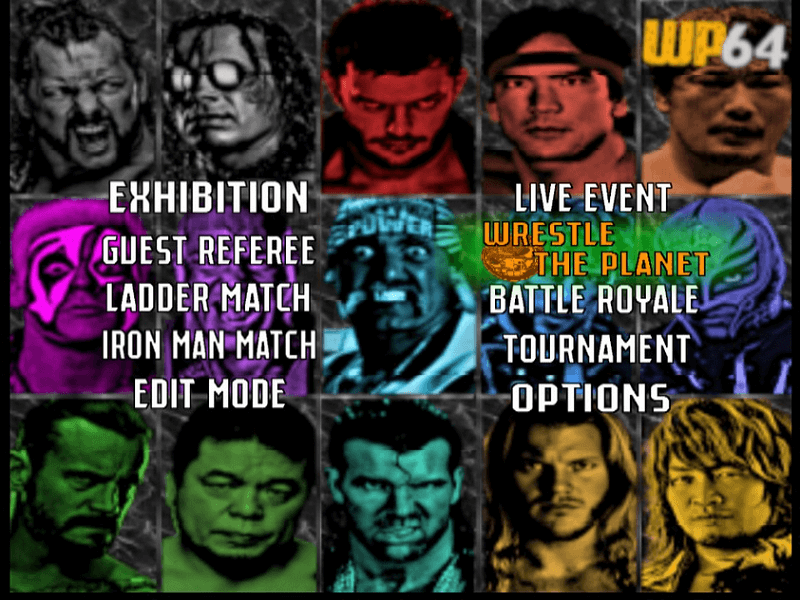 WP64
EXHIBITION
GUEST REFEREE
LADDER MATCH
IRON MAN MATCH
EDIT MODE
LIVE EVENT
WRESTLE
THE PLANET
BATTLE ROYALE
TOURNAMENT
OPTIONS
POWER